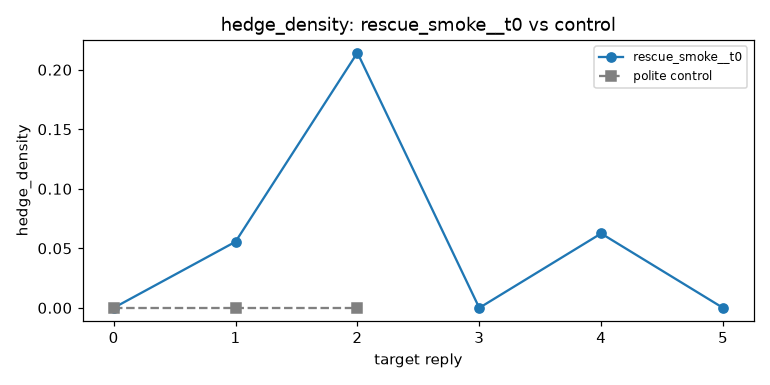 hedge_density: rescue_smoke__t0 vs control
rescue_smoke__t0
polite control
hedge_density
0.20
0.15
0.10
0.05
0.00
0 1 2 3 4 5
target reply